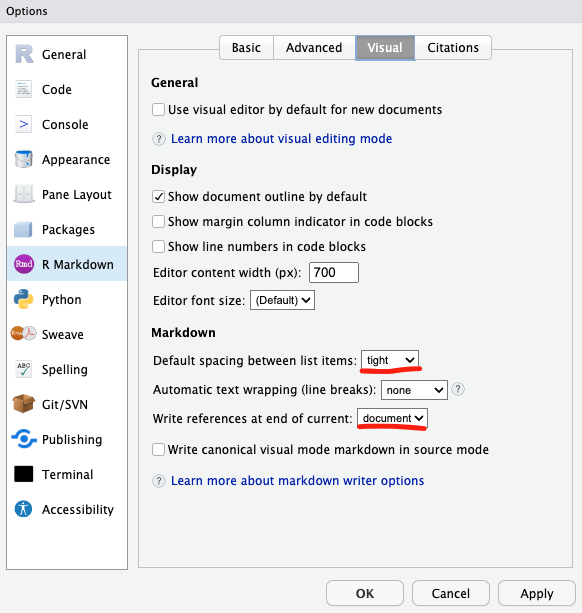 Options
General
Code
Console
Appearance
Pane Layout
Packages
Rmd R Markdown
Python
Sweave
ABC Spelling
Git/SVN
Publishing
Terminal
Accessibility
Basic Advanced Visual Citations
General
Use visual editor by default for new documents
? Learn more about visual editing mode
Display
Show document outline by default
Show margin column indicator in code blocks
Show line numbers in code blocks
Editor content width (px): 700
Editor font size: (Default)
Markdown
Default spacing between list items: tight
Automatic text wrapping (line breaks): none ?
Write references at end of current: document
Write canonical visual mode markdown in source mode
? Learn more about markdown writer options
OK Cancel Apply